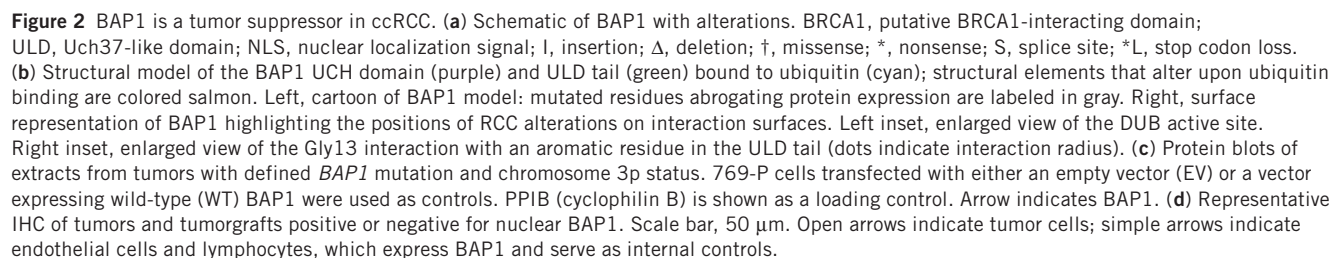 Figure 2 BAP1 is a tumor suppressor in ccRCC. (a) Schematic of BAP1 with alterations. BRCA1, putative BRCA1-interacting domain;
ULD, Uch37-like domain; NLS, nuclear localization signal; I, insertion; Δ, deletion; †, missense; *, nonsense; S, splice site; *L, stop codon loss.
(b) Structural model of the BAP1 UCH domain (purple) and ULD tail (green) bound to ubiquitin (cyan); structural elements that alter upon ubiquitin
binding are colored salmon. Left, cartoon of BAP1 model: mutated residues abrogating protein expression are labeled in gray. Right, surface
representation of BAP1 highlighting the positions of RCC alterations on interaction surfaces. Left inset, enlarged view of the DUB active site.
Right inset, enlarged view of the Gly13 interaction with an aromatic residue in the ULD tail (dots indicate interaction radius). (c) Protein blots of
extracts from tumors with defined BAP1 mutation and chromosome 3p status. 769-P cells transfected with either an empty vector (EV) or a vector
expressing wild-type (WT) BAP1 were used as controls. PPIB (cyclophilin B) is shown as a loading control. Arrow indicates BAP1. (d) Representative
IHC of tumors and tumorgrafts positive or negative for nuclear BAP1. Scale bar, 50 μm. Open arrows indicate tumor cells; simple arrows indicate
endothelial cells and lymphocytes, which express BAP1 and serve as internal controls.